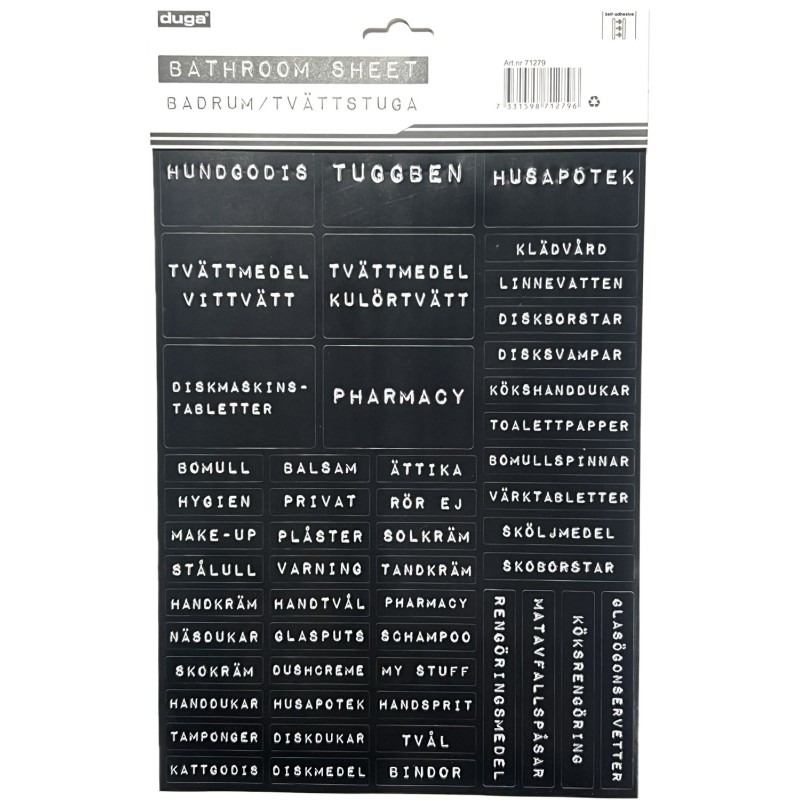 duga
Self-adhesive
BATHROOM SHEET
BADRUM/TVÄTTSTUGA
Art nr 71279
7 331598 712796
HUNDGODIS
TUGGBEN
HUSAPOTEK
TVÄTTMEDEL
VITTVÄTT
TVÄTTMEDEL
KULÖRTVÄTT
DISKMASKINS-
TABLETTER
PHARMACY
KLÄDVÅRD
LINNEVATTEN
DISKBORSTAR
DISKSVAMPAR
KÖKSHANDDUKAR
TOALETTPAPPER
BOMULLSPINNAR
VÄRKTABLETTER
SKÖLJMEDEL
SKOBORSTAR
BOMULL
BALSAM
ÄTTIKA
HYGIEN
PRIVAT
RÖR EJ
MAKE-UP
PLÅSTER
SOLKRÄM
STÅLULL
VARNING
TANDKRÄM
HANDKRÄM
HANDTVÅL
PHARMACY
NÄSDUKAR
GLASPUTS
SCHAMPOO
SKOKRÄM
DUSHCREME
MY STUFF
HANDDUKAR
HUSAPOTEK
HANDSPRIT
TAMPONGER
DISKDUKAR
TVÅL
KATTGODIS
DISKMEDEL
BINDOR
RENGÖRINGSMEDEL
MATAVFALLSPÅSAR
KÖKSRENGÖRING
GLASÖGONSERVETTER